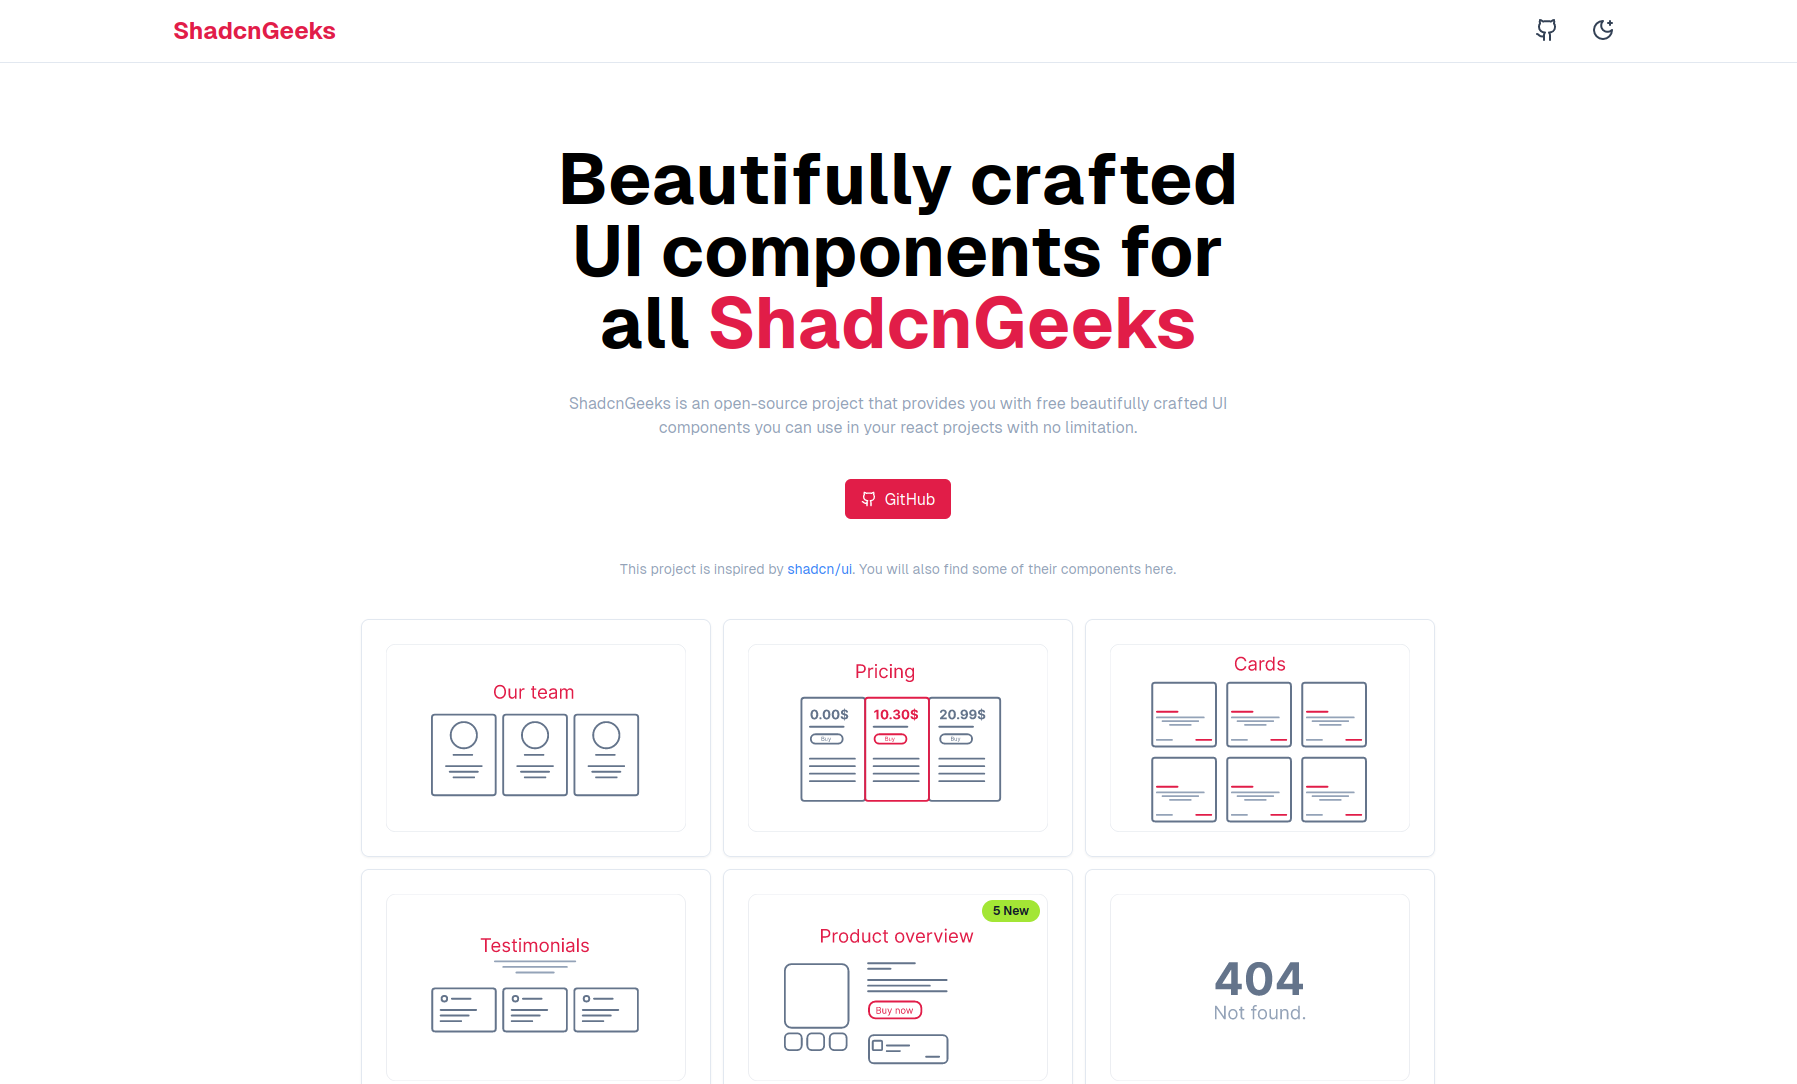 ShadcnGeeks
Beautifully crafted
UI components for
all ShadcnGeeks
ShadcnGeeks is an open-source project that provides you with free beautifully crafted UI
components you can use in your react projects with no limitation.
GitHub
This project is inspired by shadcn/ui. You will also find some of their components here.
Our team
Pricing
0.00$ 10.30$ 20.99$
Buy Buy Buy
Cards
Testimonials
5 New
Product overview
Buy now
404
Not found.